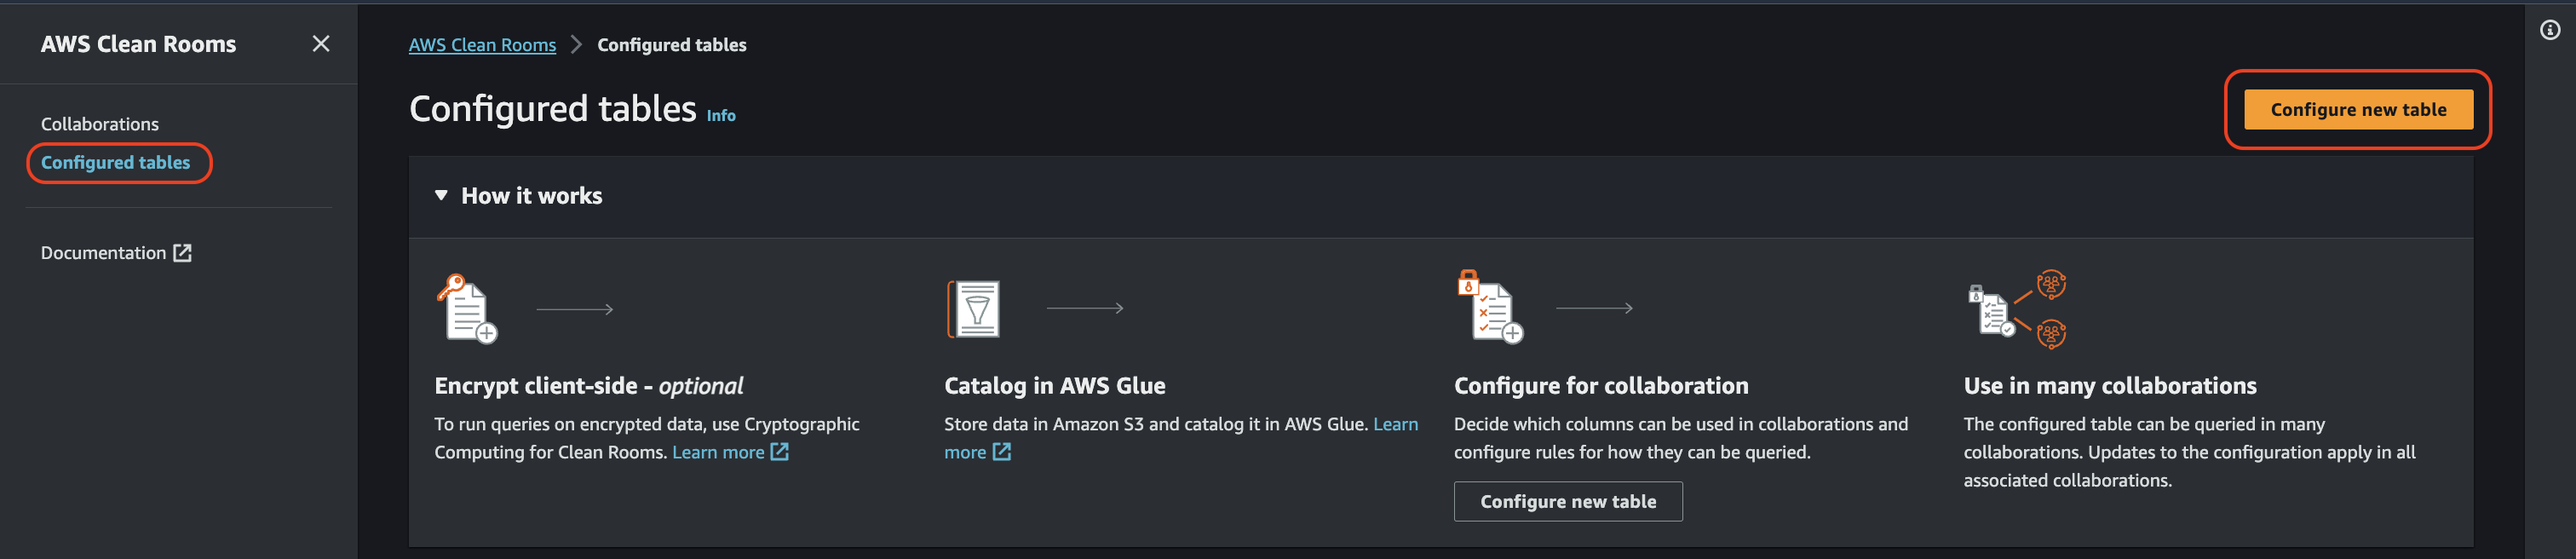 AWS Clean Rooms
Collaborations
Configured tables
Documentation
AWS Clean Rooms > Configured tables
Configured tables Info
Configure new table
How it works
Encrypt client-side - optional
To run queries on encrypted data, use Cryptographic
Computing for Clean Rooms. Learn more
Catalog in AWS Glue
Store data in Amazon S3 and catalog it in AWS Glue. Learn
more
Configure for collaboration
Decide which columns can be used in collaborations and
configure rules for how they can be queried.
Configure new table
Use in many collaborations
The configured table can be queried in many
collaborations. Updates to the configuration apply in all
associated collaborations.